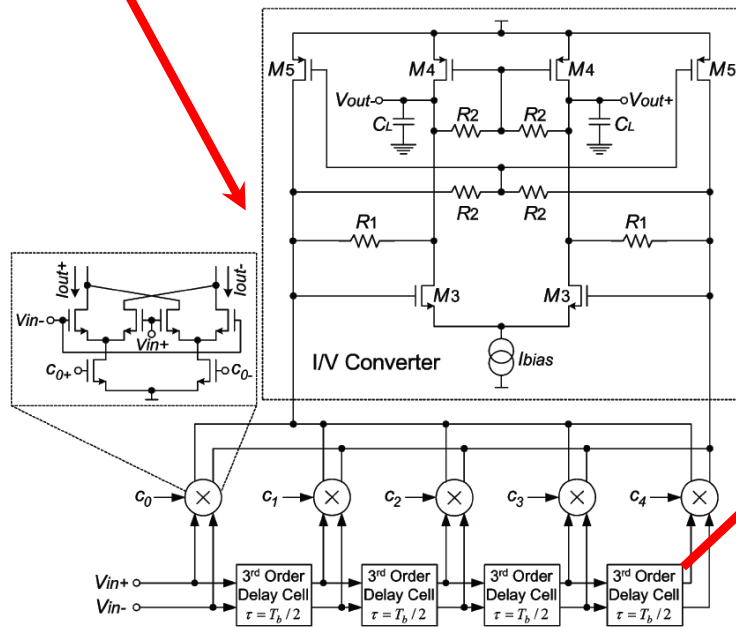 M5
M4
M4
M5
Vout-
Vout+
R2
R2
CL
CL
R2
R2
R1
R1
M3
M3
Ibias
I/V Converter
Iout+
Iout-
Vin-
Vin+
c0+
c0-
c0
c1
c2
c3
c4
Vin+
Vin-
3rd Order
Delay Cell
τ = Tb / 2
3rd Order
Delay Cell
τ = Tb / 2
3rd Order
Delay Cell
τ = Tb / 2
3rd Order
Delay Cell
τ = Tb / 2